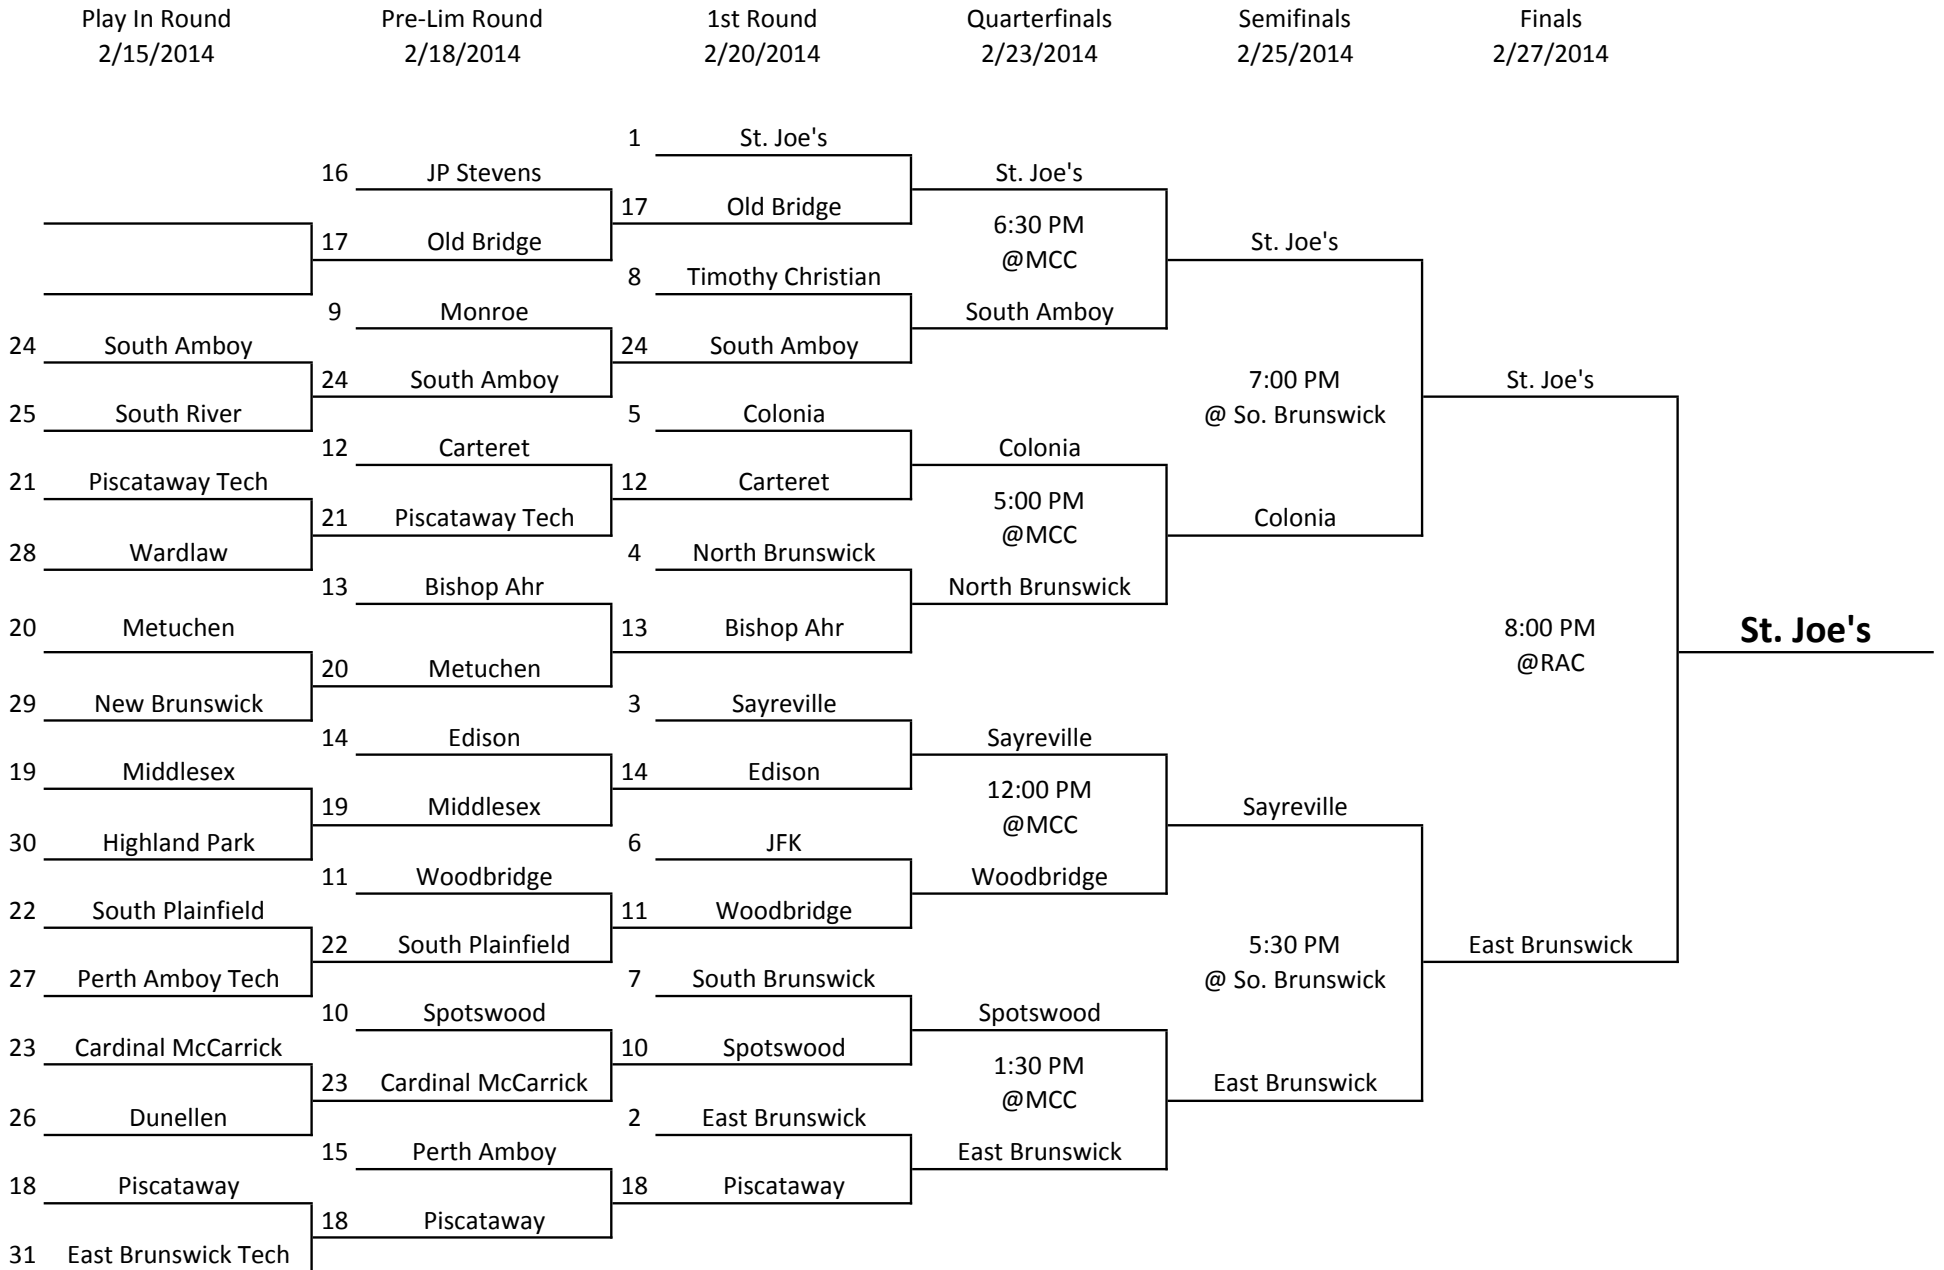 Play In Round
2/15/2014
Pre-Lim Round
2/18/2014
1st Round
2/20/2014
Quarterfinals
2/23/2014
Semifinals
2/25/2014
Finals
2/27/2014
24 South Amboy
25 South River
21 Piscataway Tech
28 Wardlaw
20 Metuchen
29 New Brunswick
19 Middlesex
30 Highland Park
22 South Plainfield
27 Perth Amboy Tech
23 Cardinal McCarrick
26 Dunellen
18 Piscataway
31 East Brunswick Tech
16 JP Stevens
17 Old Bridge
9 Monroe
24 South Amboy
12 Carteret
21 Piscataway Tech
13 Bishop Ahr
20 Metuchen
14 Edison
19 Middlesex
11 Woodbridge
22 South Plainfield
10 Spotswood
23 Cardinal McCarrick
15 Perth Amboy
18 Piscataway
1 St. Joe's
17 Old Bridge
8 Timothy Christian
24 South Amboy
5 Colonia
12 Carteret
4 North Brunswick
13 Bishop Ahr
3 Sayreville
14 Edison
6 JFK
11 Woodbridge
7 South Brunswick
10 Spotswood
2 East Brunswick
18 Piscataway
St. Joe's
6:30 PM
@MCC
South Amboy
Colonia
5:00 PM
@MCC
North Brunswick
Sayreville
12:00 PM
@MCC
Woodbridge
Spotswood
1:30 PM
@MCC
East Brunswick
St. Joe's
7:00 PM
@ So. Brunswick
Colonia
Sayreville
5:30 PM
@ So. Brunswick
East Brunswick
St. Joe's
8:00 PM
@RAC
East Brunswick
St. Joe's